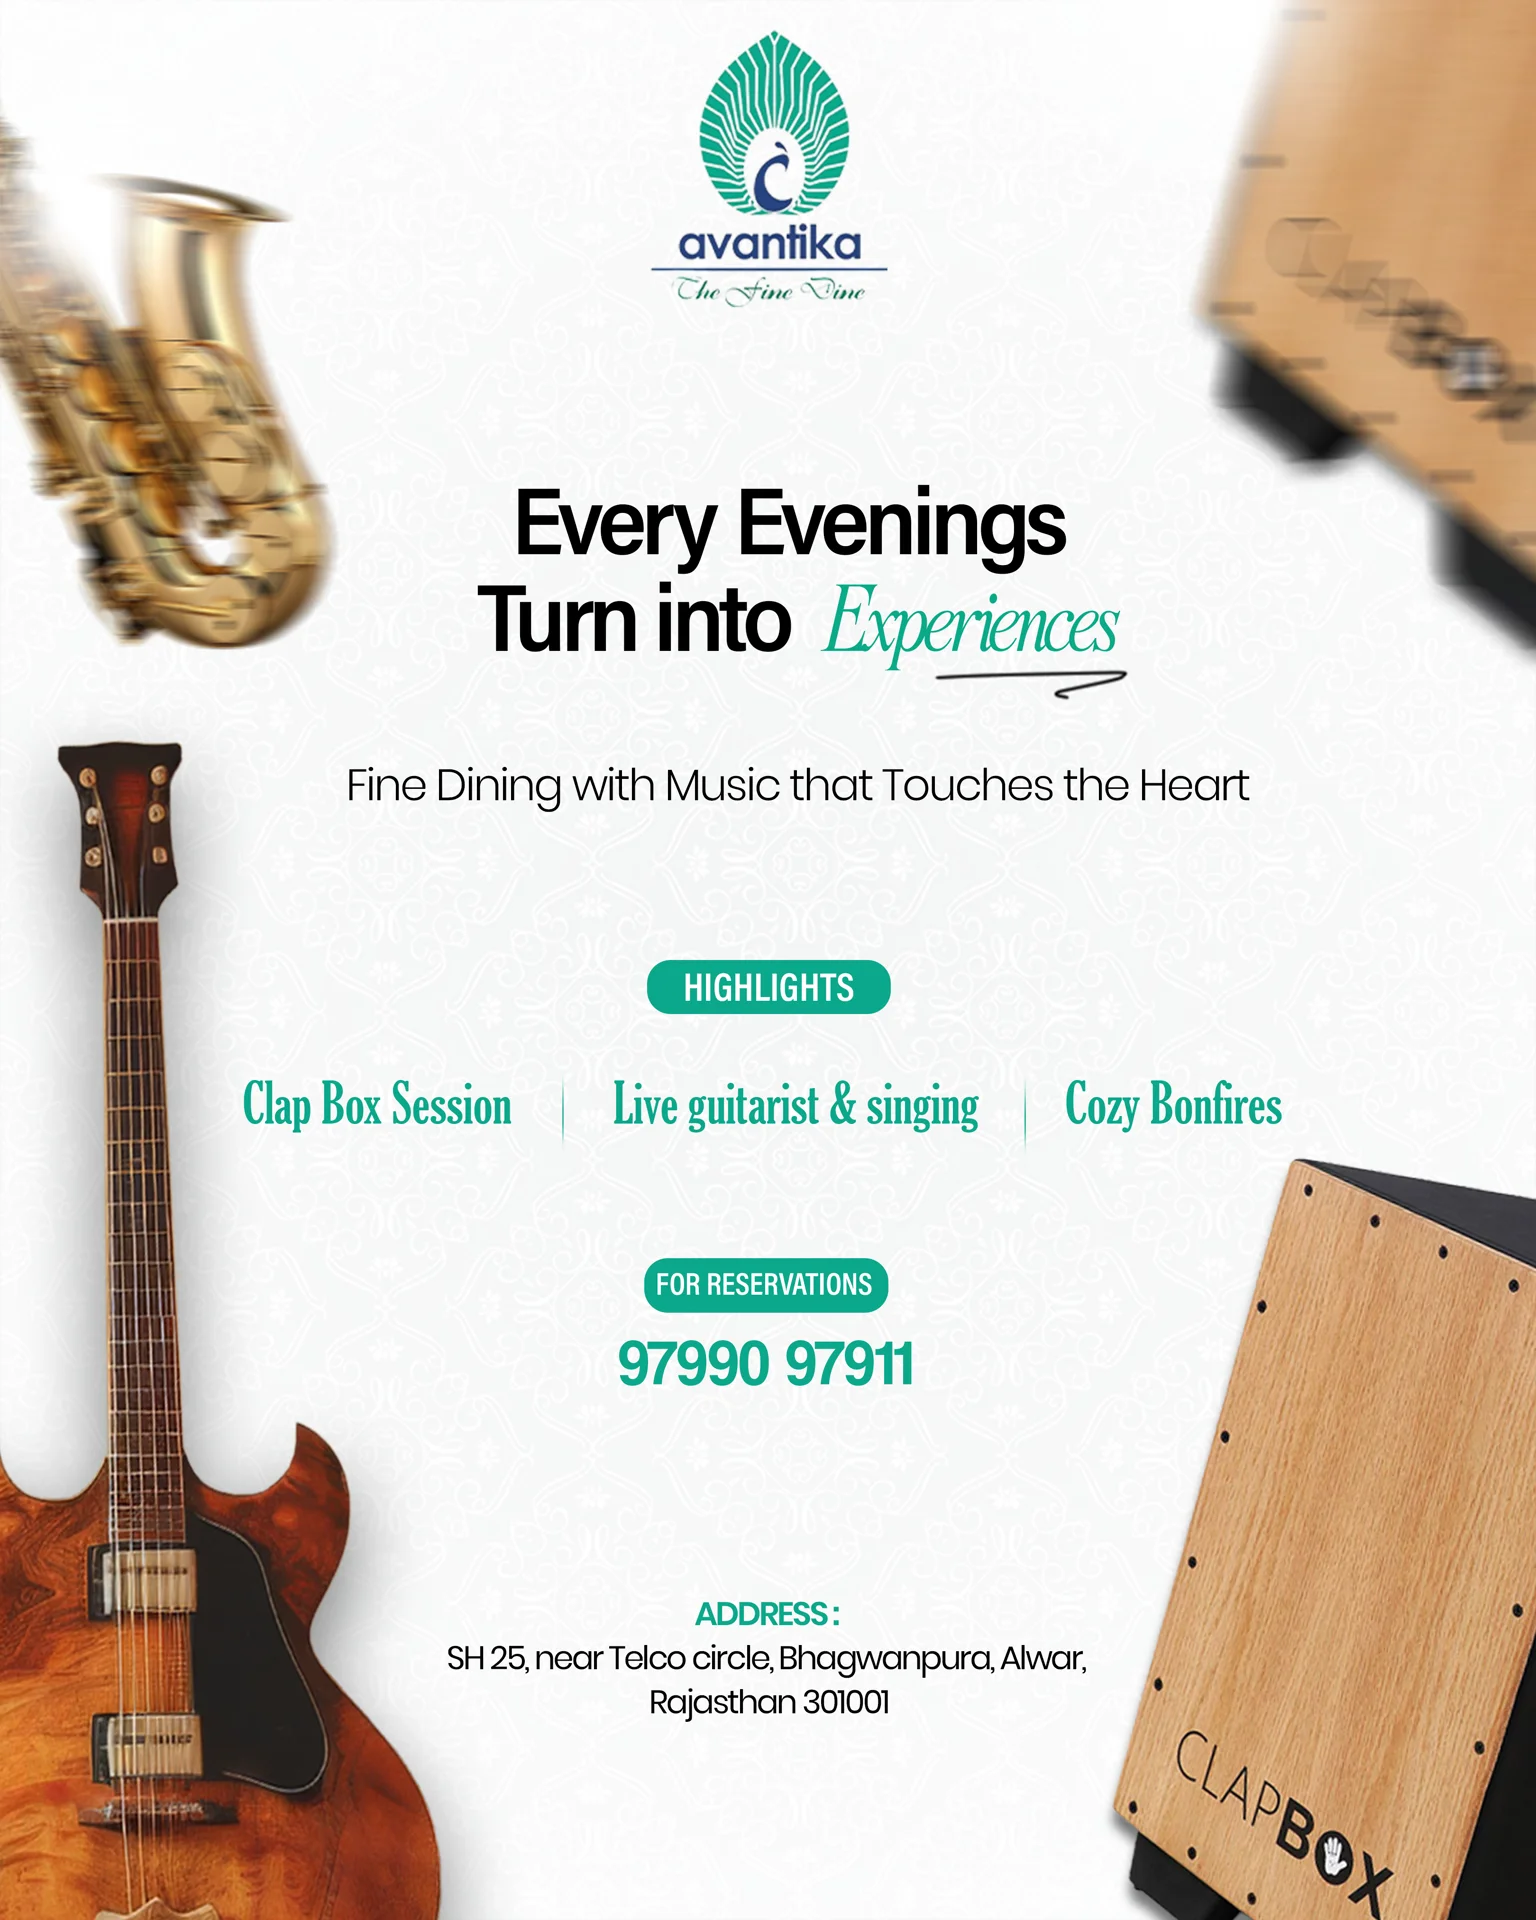 avantika
The Fine Dine
CLAPBOX
Every Evenings
Turn into Experiences
Fine Dining with Music that Touches the Heart
HIGHLIGHTS
Clap Box Session
Live guitarist & singing
Cozy Bonfires
FOR RESERVATIONS
97990 97911
ADDRESS :
SH 25, near Telco circle, Bhagwanpura, Alwar,
Rajasthan 301001
CLAPBOX